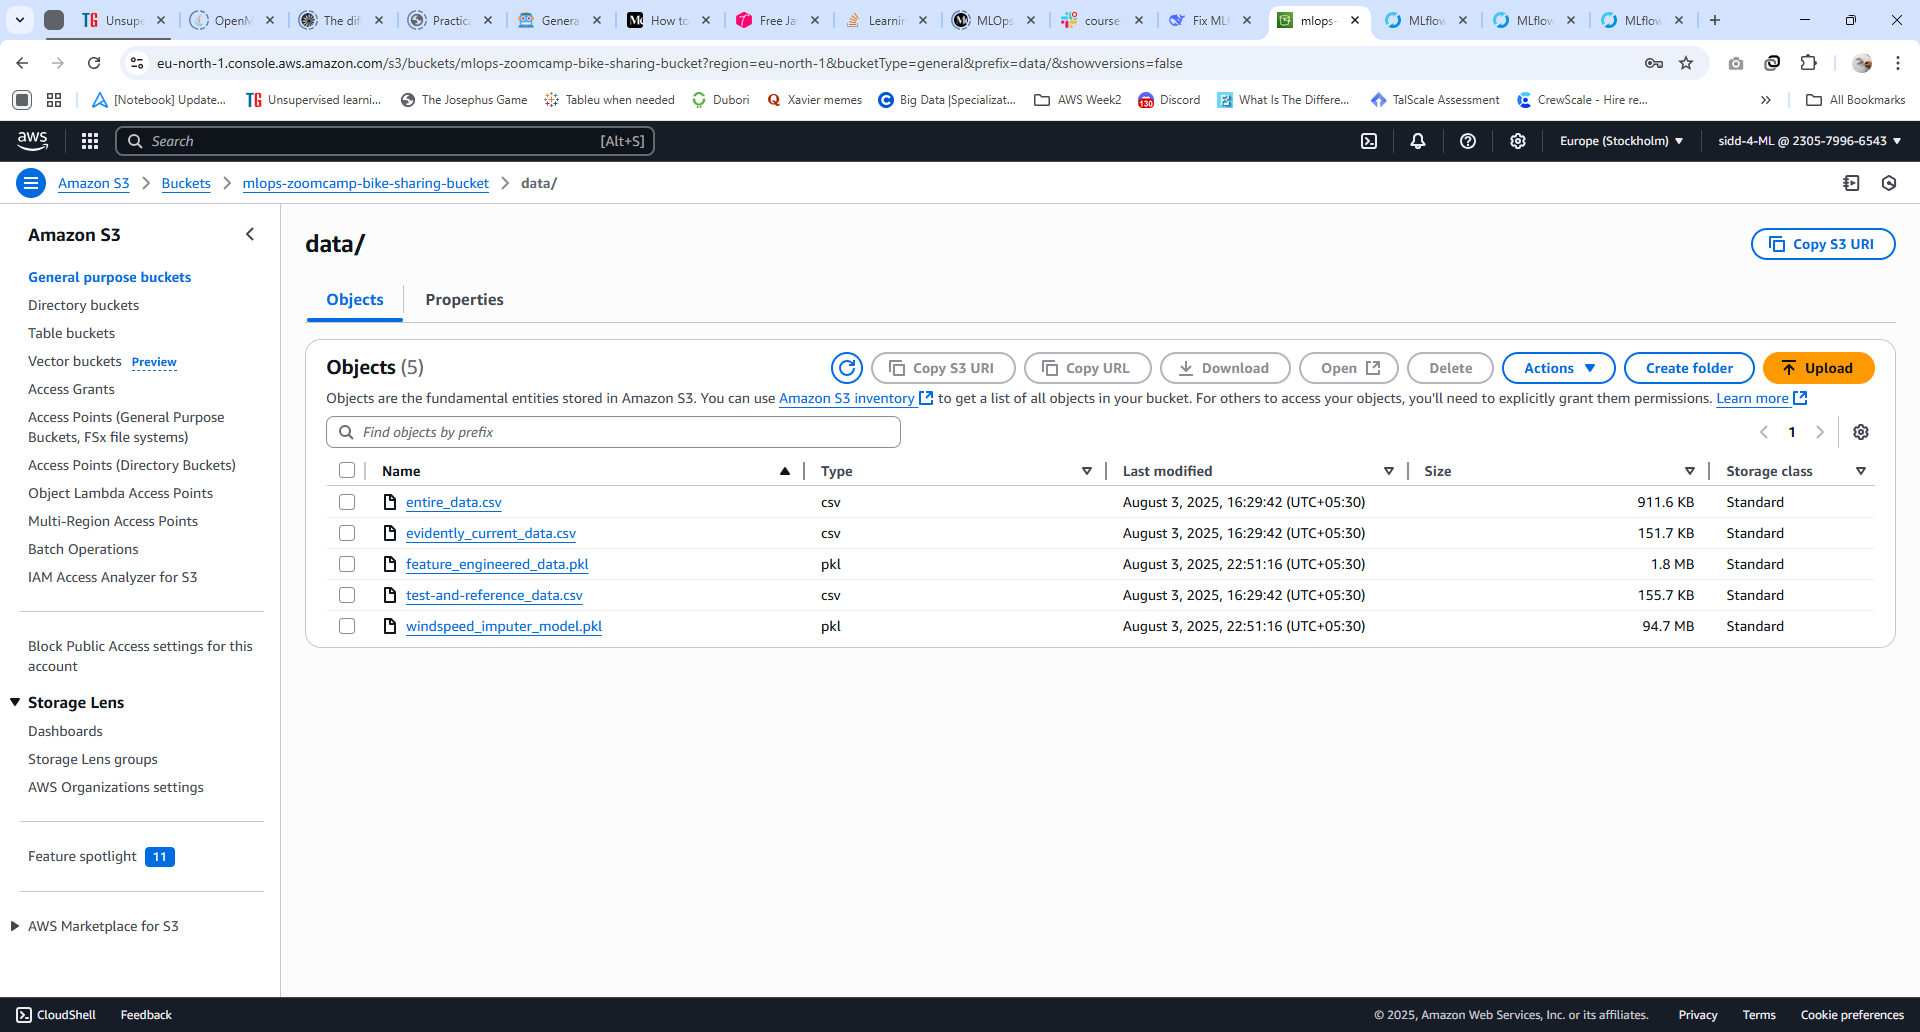 Unsupe
OpenM
The dif
Practica
Genera
How to
Free Ja
Learnin
MLOps
course
Fix MLf
mlops-
MLflow
MLflow
MLflow
eu-north-1.console.aws.amazon.com/s3/buckets/mlops-zoomcamp-bike-sharing-bucket?region=eu-north-1&bucketType=general&prefix=data/&showversions=false
[Notebook] Update...
Unsupervised learni...
The Josephus Game
Tableu when needed
Dubori
Xavier memes
Big Data |Specializat...
AWS Week2
130
Discord
What Is The Differe...
TalScale Assessment
CrewScale - Hire re...
All Bookmarks
aws
Search
[Alt+S]
Europe (Stockholm)
sidd-4-ML @ 2305-7996-6543
Amazon S3
Buckets
mlops-zoomcamp-bike-sharing-bucket
data/
Amazon S3
General purpose buckets
Directory buckets
Table buckets
Vector buckets Preview
Access Grants
Access Points (General Purpose
Buckets, FSx file systems)
Access Points (Directory Buckets)
Object Lambda Access Points
Multi-Region Access Points
Batch Operations
IAM Access Analyzer for S3
Block Public Access settings for this
account
Storage Lens
Dashboards
Storage Lens groups
AWS Organizations settings
Feature spotlight 11
AWS Marketplace for S3
data/
Copy S3 URI
Objects
Properties
Objects (5)
Copy S3 URI
Copy URL
Download
Open
Delete
Actions
Create folder
Upload
Objects are the fundamental entities stored in Amazon S3. You can use Amazon S3 inventory to get a list of all objects in your bucket. For others to access your objects, you'll need to explicitly grant them permissions. Learn more
Find objects by prefix
1
Name Type Last modified Size Storage class
entire_data.csv csv August 3, 2025, 16:29:42 (UTC+05:30) 911.6 KB Standard
evidently_current_data.csv csv August 3, 2025, 16:29:42 (UTC+05:30) 151.7 KB Standard
feature_engineered_data.pkl pkl August 3, 2025, 22:51:16 (UTC+05:30) 1.8 MB Standard
test-and-reference_data.csv csv August 3, 2025, 16:29:42 (UTC+05:30) 155.7 KB Standard
windspeed_imputer_model.pkl pkl August 3, 2025, 22:51:16 (UTC+05:30) 94.7 MB Standard
CloudShell
Feedback
© 2025, Amazon Web Services, Inc. or its affiliates.
Privacy
Terms
Cookie preferences